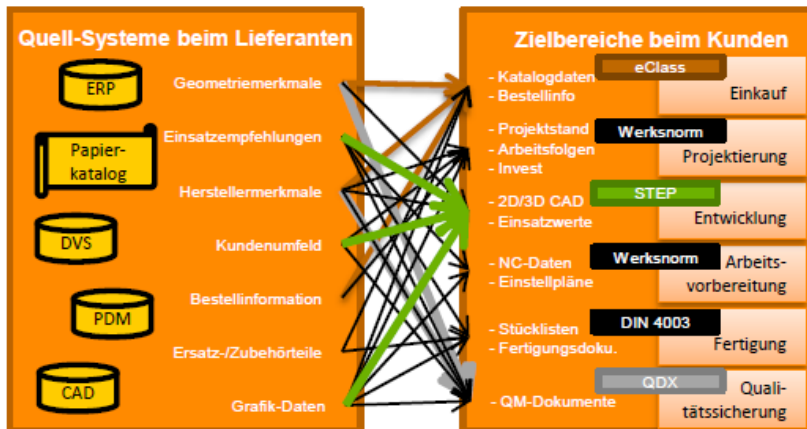 Quell-Systeme beim Lieferanten
ERP
Papier-
katalog
DVS
PDM
CAD
Geometriemerkmale
Einsatzempfehlungen
Herstellermerkmale
Kundenumfeld
Bestellinformation
Ersatz-/Zubehörteile
Grafik-Daten
Zielbereiche beim Kunden
- Katalogdaten
- Bestellinfo
eClass
Einkauf
- Projektstand
- Arbeitsfolgen
- Invest
Werksnorm
Projektierung
- 2D/3D CAD
- Einsatzwerte
STEP
Entwicklung
- NC-Daten
- Einstellpläne
Werksnorm
Arbeits-
vorbereitung
- Stücklisten
- Fertigungsdoku.
DIN 4003
Fertigung
- QM-Dokumente
QDX
Quali-
tätssicherung